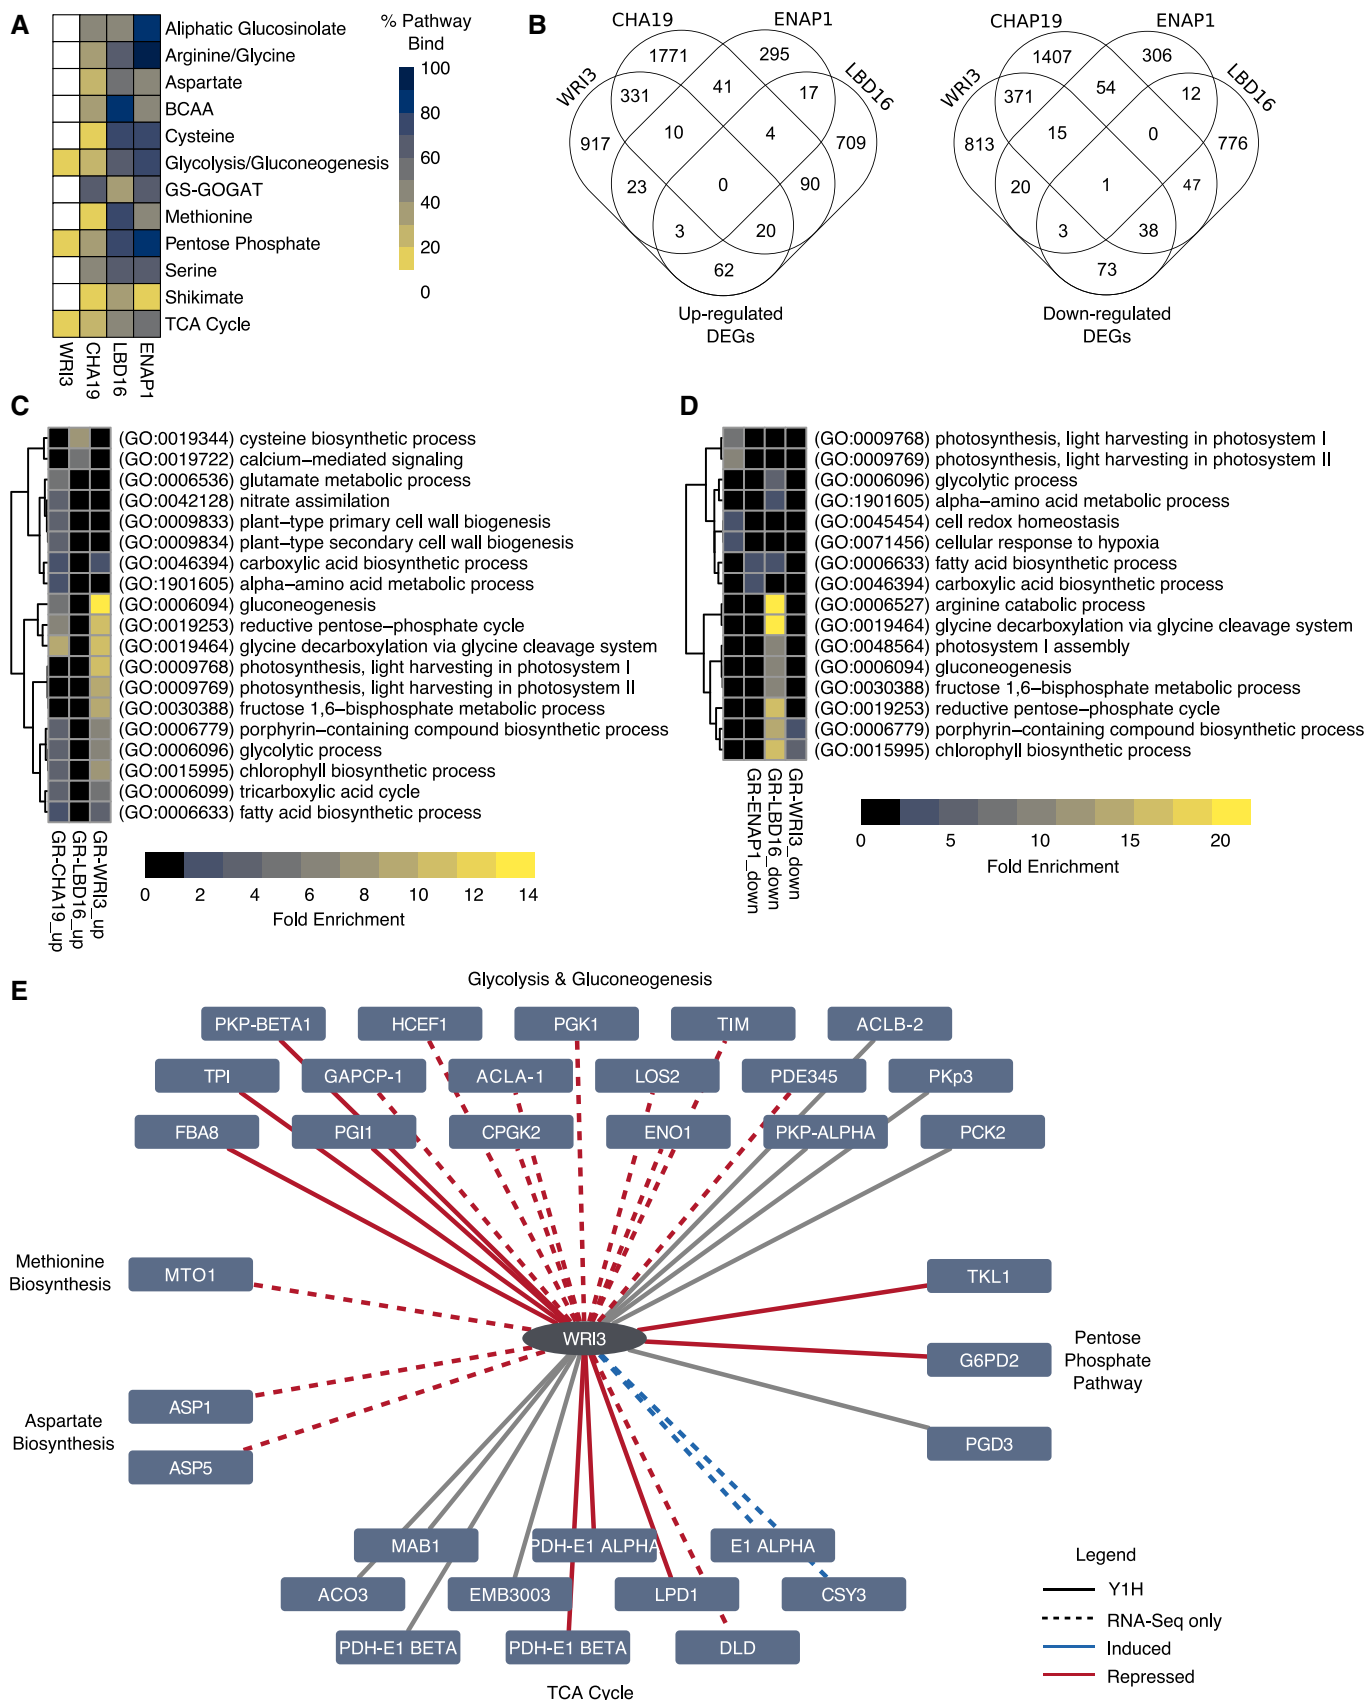 A
Aliphatic Glucosinolate
Arginine/Glycine
Aspartate
BCAA
Cysteine
Glycolysis/Gluconeogenesis
GS-GOGAT
Methionine
Pentose Phosphate
Serine
Shikimate
TCA Cycle
WRI3
CHA19
LBD16
ENAP1
% Pathway
Bind
100
80
60
40
20
0
B
CHA19
ENAP1
WRI3
LBD16
1771
295
331
41
17
917
10
4
709
23
0
90
3
20
62
Up-regulated
DEGs
CHAP19
ENAP1
WRI3
LBD16
1407
306
371
54
12
813
15
0
776
20
1
47
3
38
73
Down-regulated
DEGs
C
(GO:0019344) cysteine biosynthetic process
(GO:0019722) calcium−mediated signaling
(GO:0006536) glutamate metabolic process
(GO:0042128) nitrate assimilation
(GO:0009833) plant−type primary cell wall biogenesis
(GO:0009834) plant−type secondary cell wall biogenesis
(GO:0046394) carboxylic acid biosynthetic process
(GO:1901605) alpha−amino acid metabolic process
(GO:0006094) gluconeogenesis
(GO:0019253) reductive pentose−phosphate cycle
(GO:0019464) glycine decarboxylation via glycine cleavage system
(GO:0009768) photosynthesis, light harvesting in photosystem I
(GO:0009769) photosynthesis, light harvesting in photosystem II
(GO:0030388) fructose 1,6−bisphosphate metabolic process
(GO:0006779) porphyrin−containing compound biosynthetic process
(GO:0006096) glycolytic process
(GO:0015995) chlorophyll biosynthetic process
(GO:0006099) tricarboxylic acid cycle
(GO:0006633) fatty acid biosynthetic process
GR-CHA19_up
GR-LBD16_up
GR-WRI3_up
0 2 4 6 8 10 12 14
Fold Enrichment
D
(GO:0009768) photosynthesis, light harvesting in photosystem I
(GO:0009769) photosynthesis, light harvesting in photosystem II
(GO:0006096) glycolytic process
(GO:1901605) alpha−amino acid metabolic process
(GO:0045454) cell redox homeostasis
(GO:0071456) cellular response to hypoxia
(GO:0006633) fatty acid biosynthetic process
(GO:0046394) carboxylic acid biosynthetic process
(GO:0006527) arginine catabolic process
(GO:0019464) glycine decarboxylation via glycine cleavage system
(GO:0048564) photosystem I assembly
(GO:0006094) gluconeogenesis
(GO:0030388) fructose 1,6−bisphosphate metabolic process
(GO:0019253) reductive pentose−phosphate cycle
(GO:0006779) porphyrin−containing compound biosynthetic process
(GO:0015995) chlorophyll biosynthetic process
GR-ENAP1_down
GR-LBD16_down
GR-WRI3_down
0 5 10 15 20
Fold Enrichment
E
Glycolysis & Gluconeogenesis
PKP-BETA1
HCEF1
PGK1
TIM
ACLB-2
TPI
GAPCP-1
ACLA-1
LOS2
PDE345
PKp3
FBA8
PGI1
CPGK2
ENO1
PKP-ALPHA
PCK2
Methionine
Biosynthesis
MTO1
TKL1
WRI3
G6PD2
Pentose
Phosphate
Pathway
PGD3
Aspartate
Biosynthesis
ASP1
ASP5
MAB1
PDH-E1 ALPHA
E1 ALPHA
ACO3
EMB3003
LPD1
CSY3
PDH-E1 BETA
PDH-E1 BETA
DLD
TCA Cycle
Legend
Y1H
RNA-Seq only
Induced
Repressed